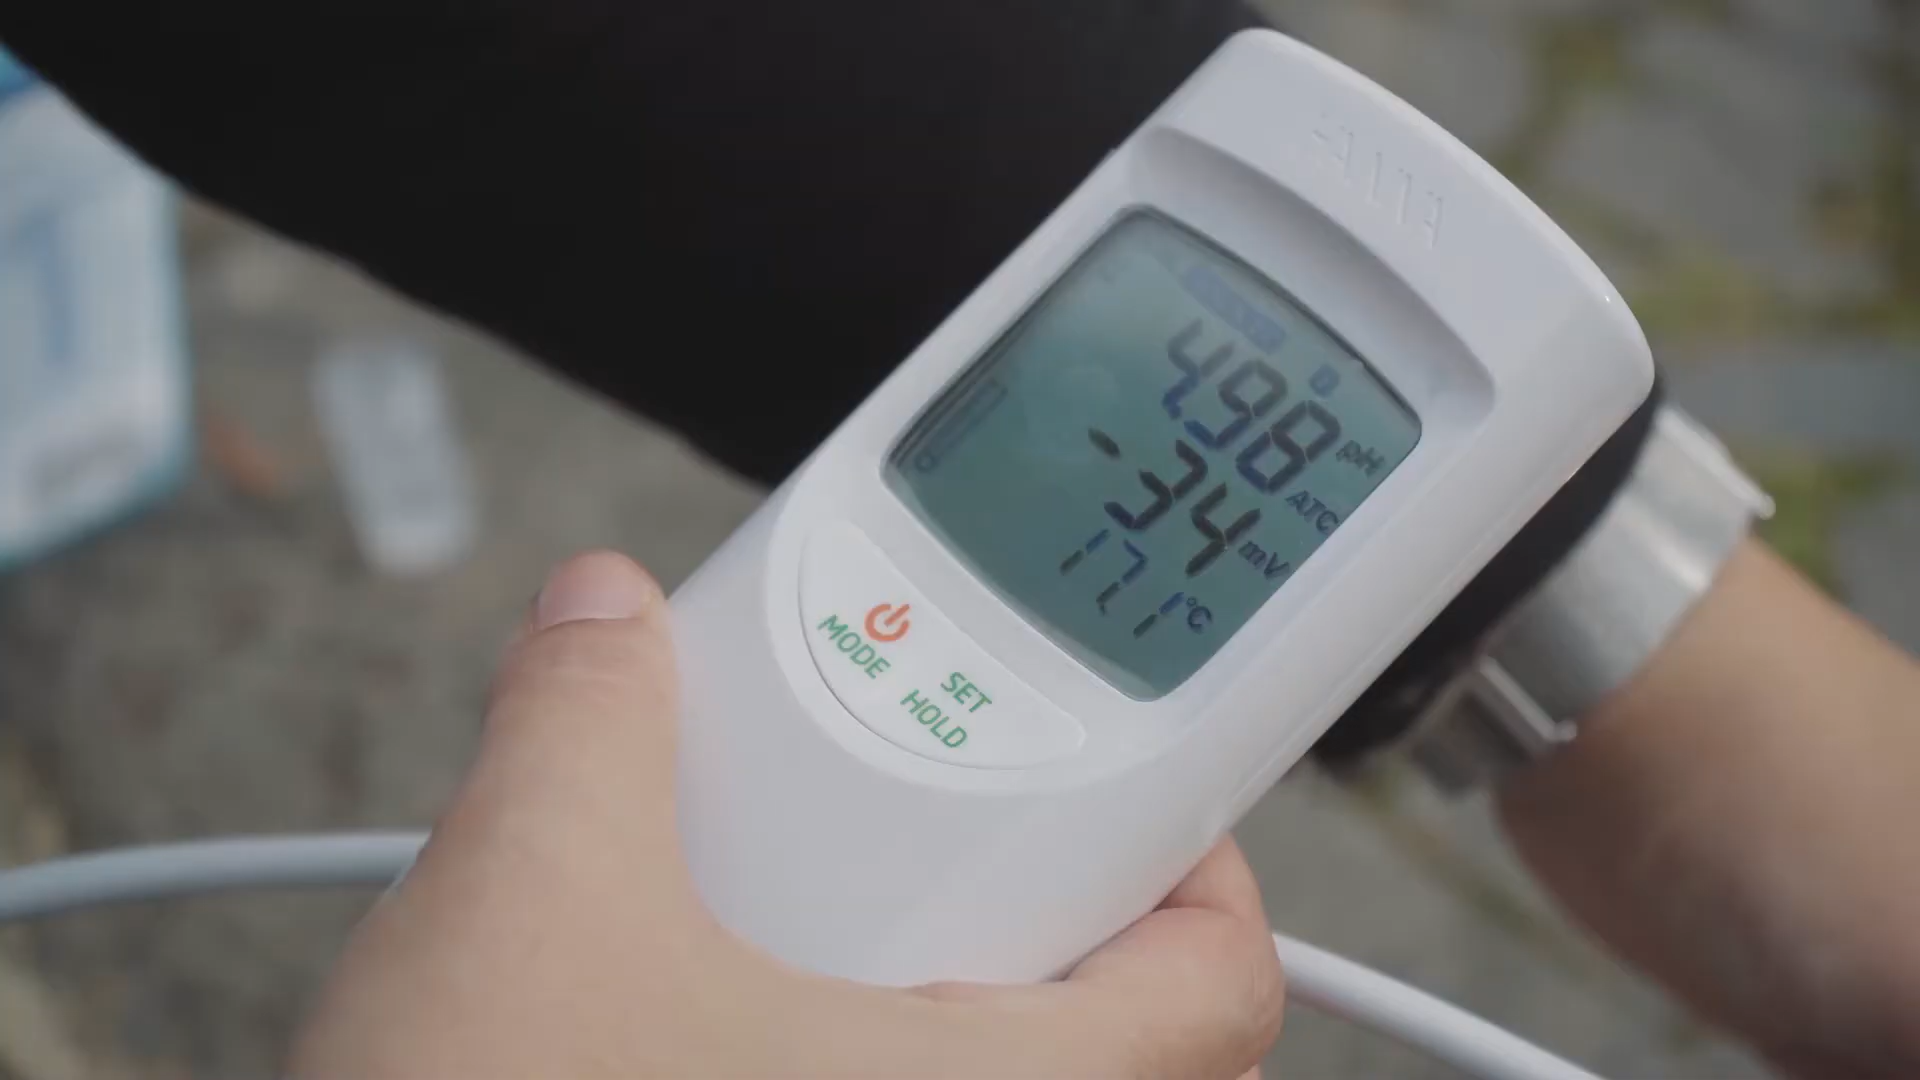 4.98 pH
ATC
-34 mV
17.1 °C
MODE
SET
HOLD